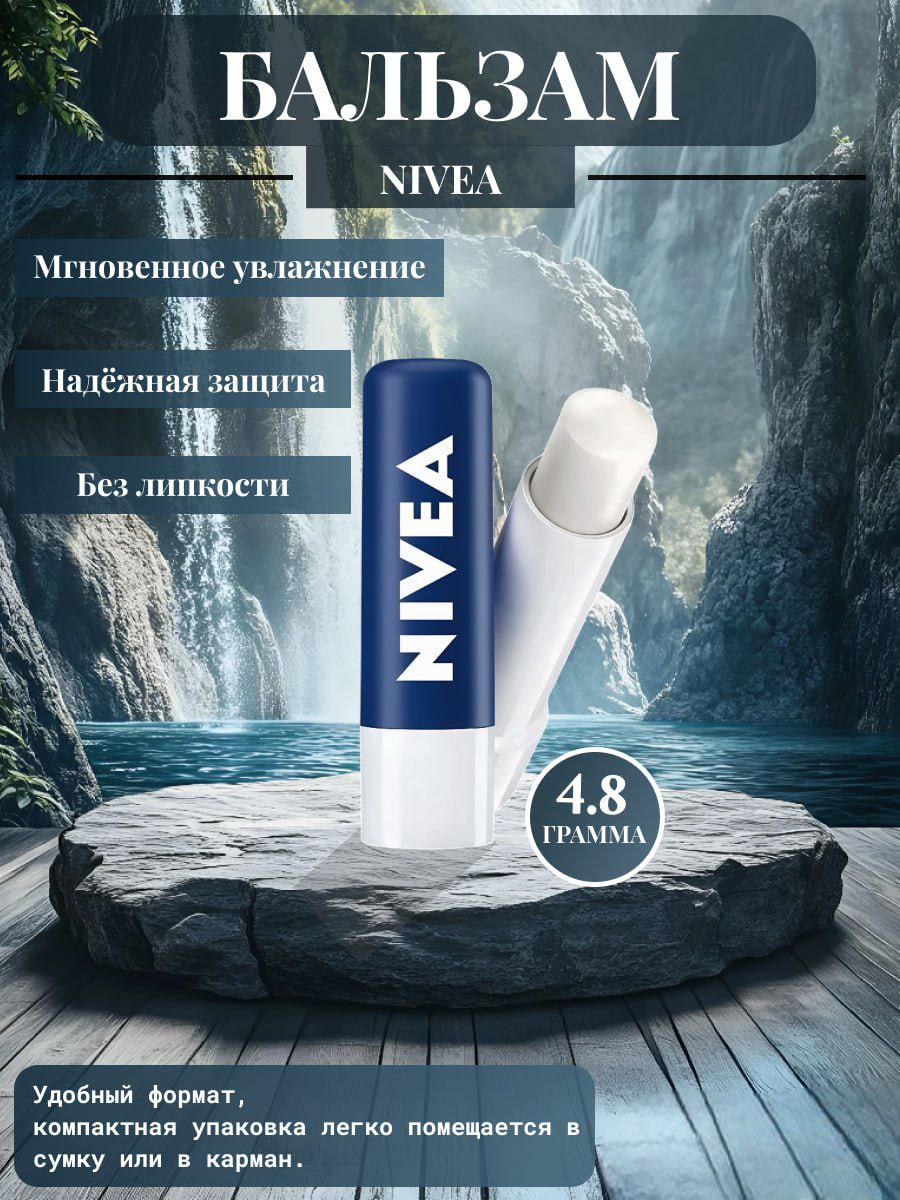 БАЛЬЗАМ
NIVEA
Мгновенное увлажнение
Надёжная защита
Без липкости
NIVEA
4.8
ГРАММА
Удобный формат,
компактная упаковка легко помещается в
сумку или в карман.